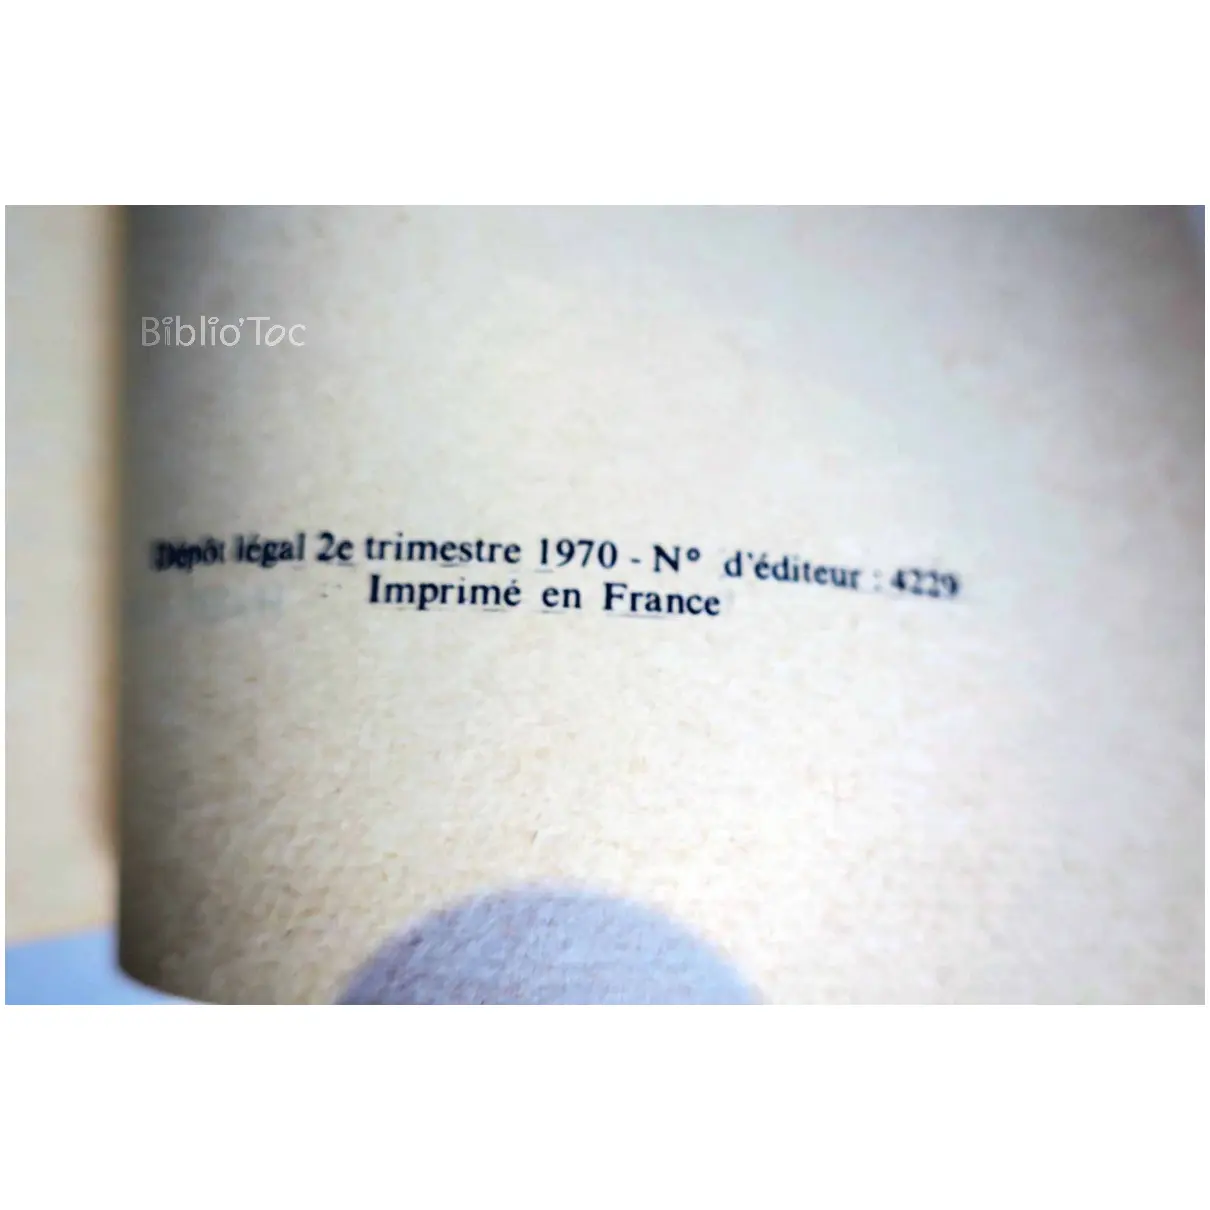 Biblio'Toc
Dépôt légal 2e trimestre 1970 - N° d'éditeur : 4229
Imprimé en France